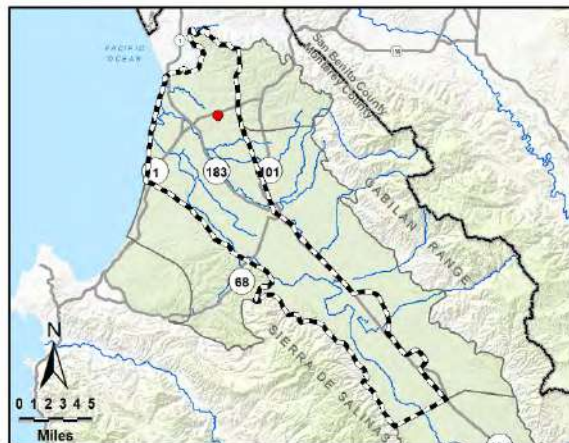 PACIFIC
OCEAN
1
San Benito County
Monterey County
1
183
101
GABILAN RANGE
68
SIERRA DE SALINAS
N
0 1 2 3 4 5
Miles